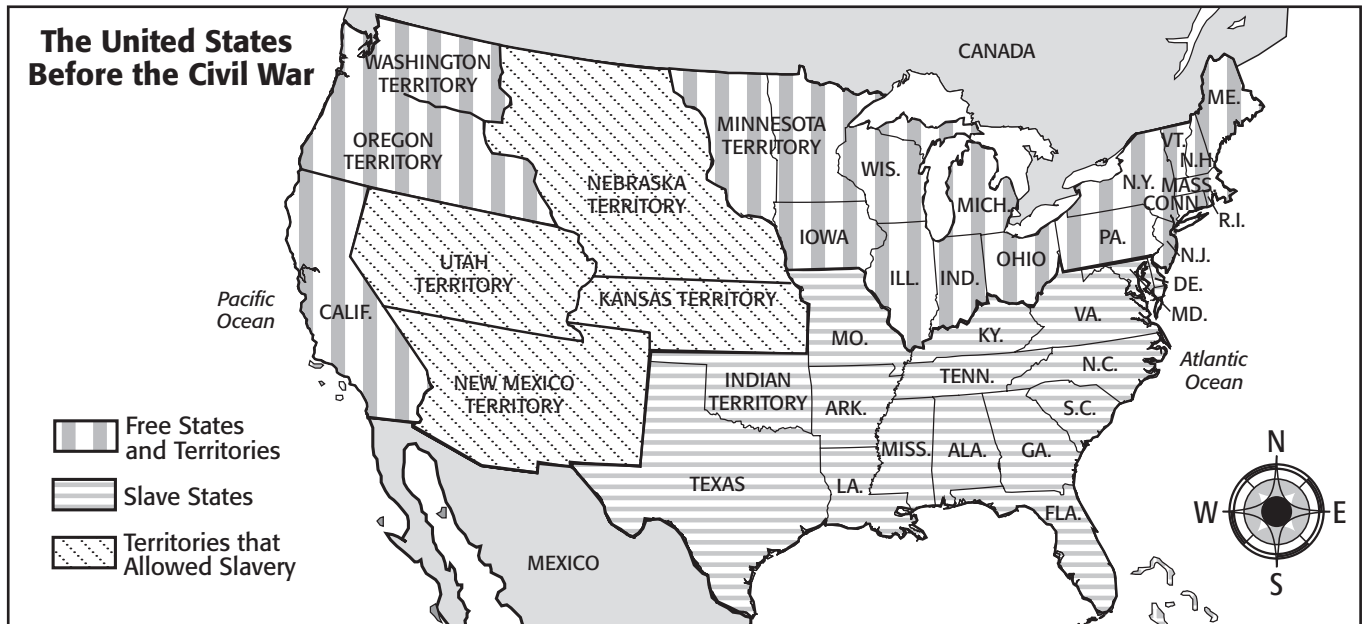 The United States
Before the Civil War
CANADA
WASHINGTON
TERRITORY
OREGON
TERRITORY
MINNESOTA
TERRITORY
NEBRASKA
TERRITORY
WIS.
MICH.
ME.
VT.
N.H.
N.Y.
MASS.
CONN.
R.I.
IOWA
PA.
N.J.
UTAH
TERRITORY
ILL.
IND.
OHIO
DE.
MD.
Pacific
Ocean
CALIF.
KANSAS TERRITORY
MO.
KY.
VA.
Atlantic
Ocean
NEW MEXICO
TERRITORY
INDIAN
TERRITORY
ARK.
TENN.
N.C.
S.C.
MISS.
ALA.
GA.
TEXAS
LA.
FLA.
MEXICO
Free States
and Territories
Slave States
Territories that
Allowed Slavery
N
W
E
S